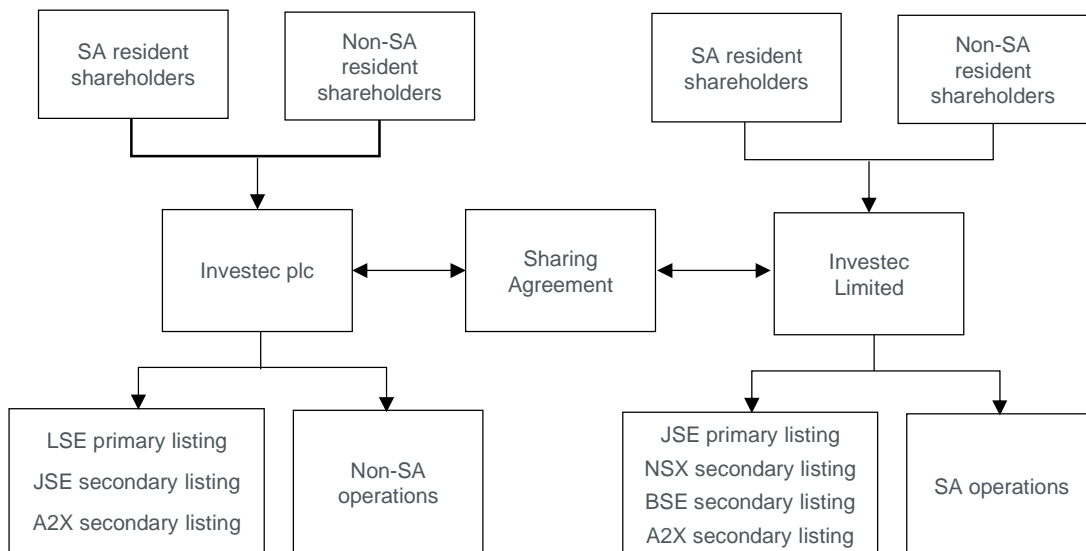 SA resident
shareholders
Non-SA
resident
shareholders
SA resident
shareholders
Non-SA
resident
shareholders
Investec plc
Sharing
Agreement
Investec
Limited
LSE primary listing
JSE secondary listing
A2X secondary listing
Non-SA
operations
JSE primary listing
NSX secondary listing
BSE secondary listing
A2X secondary listing
SA operations